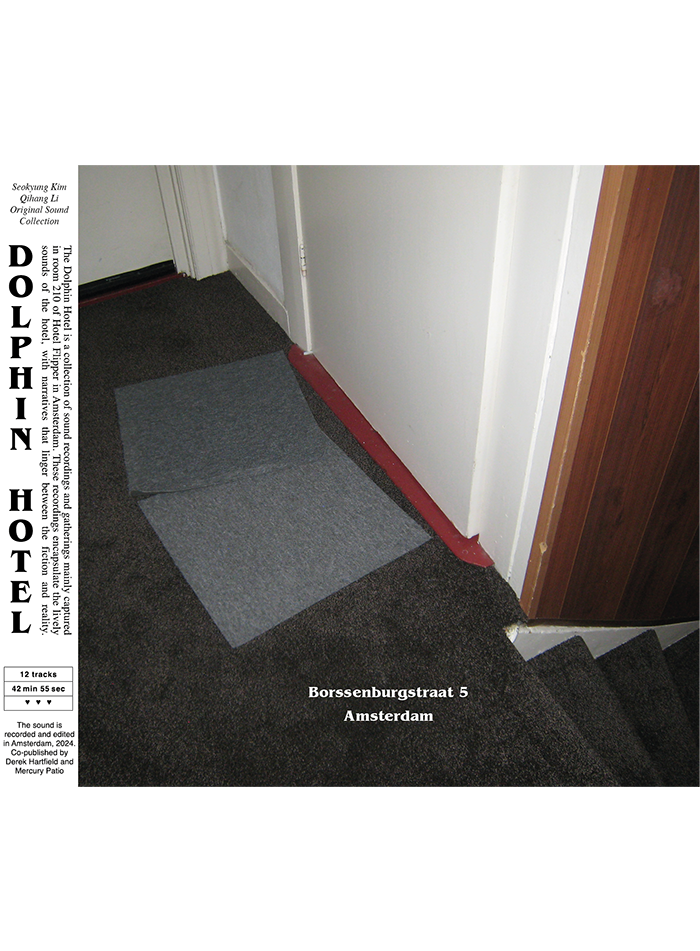 Seokyung Kim
Qihang Li
Original Sound
Collection
DOLPHIN HOTEL
The Dolphin Hotel is a collection of sound recordings and gatherings mainly captured
in room 210 of Hotel Flipper in Amsterdam. These recordings encapsulate the lively
sounds of the hotel, with narratives that linger between the fiction and reality.
12 tracks
42 min 55 sec
♥ ♥ ♥
The sound is
recorded and edited
in Amsterdam, 2024.
Co-published by
Derek Hartfield and
Mercury Patio
Borssenburgstraat 5
Amsterdam